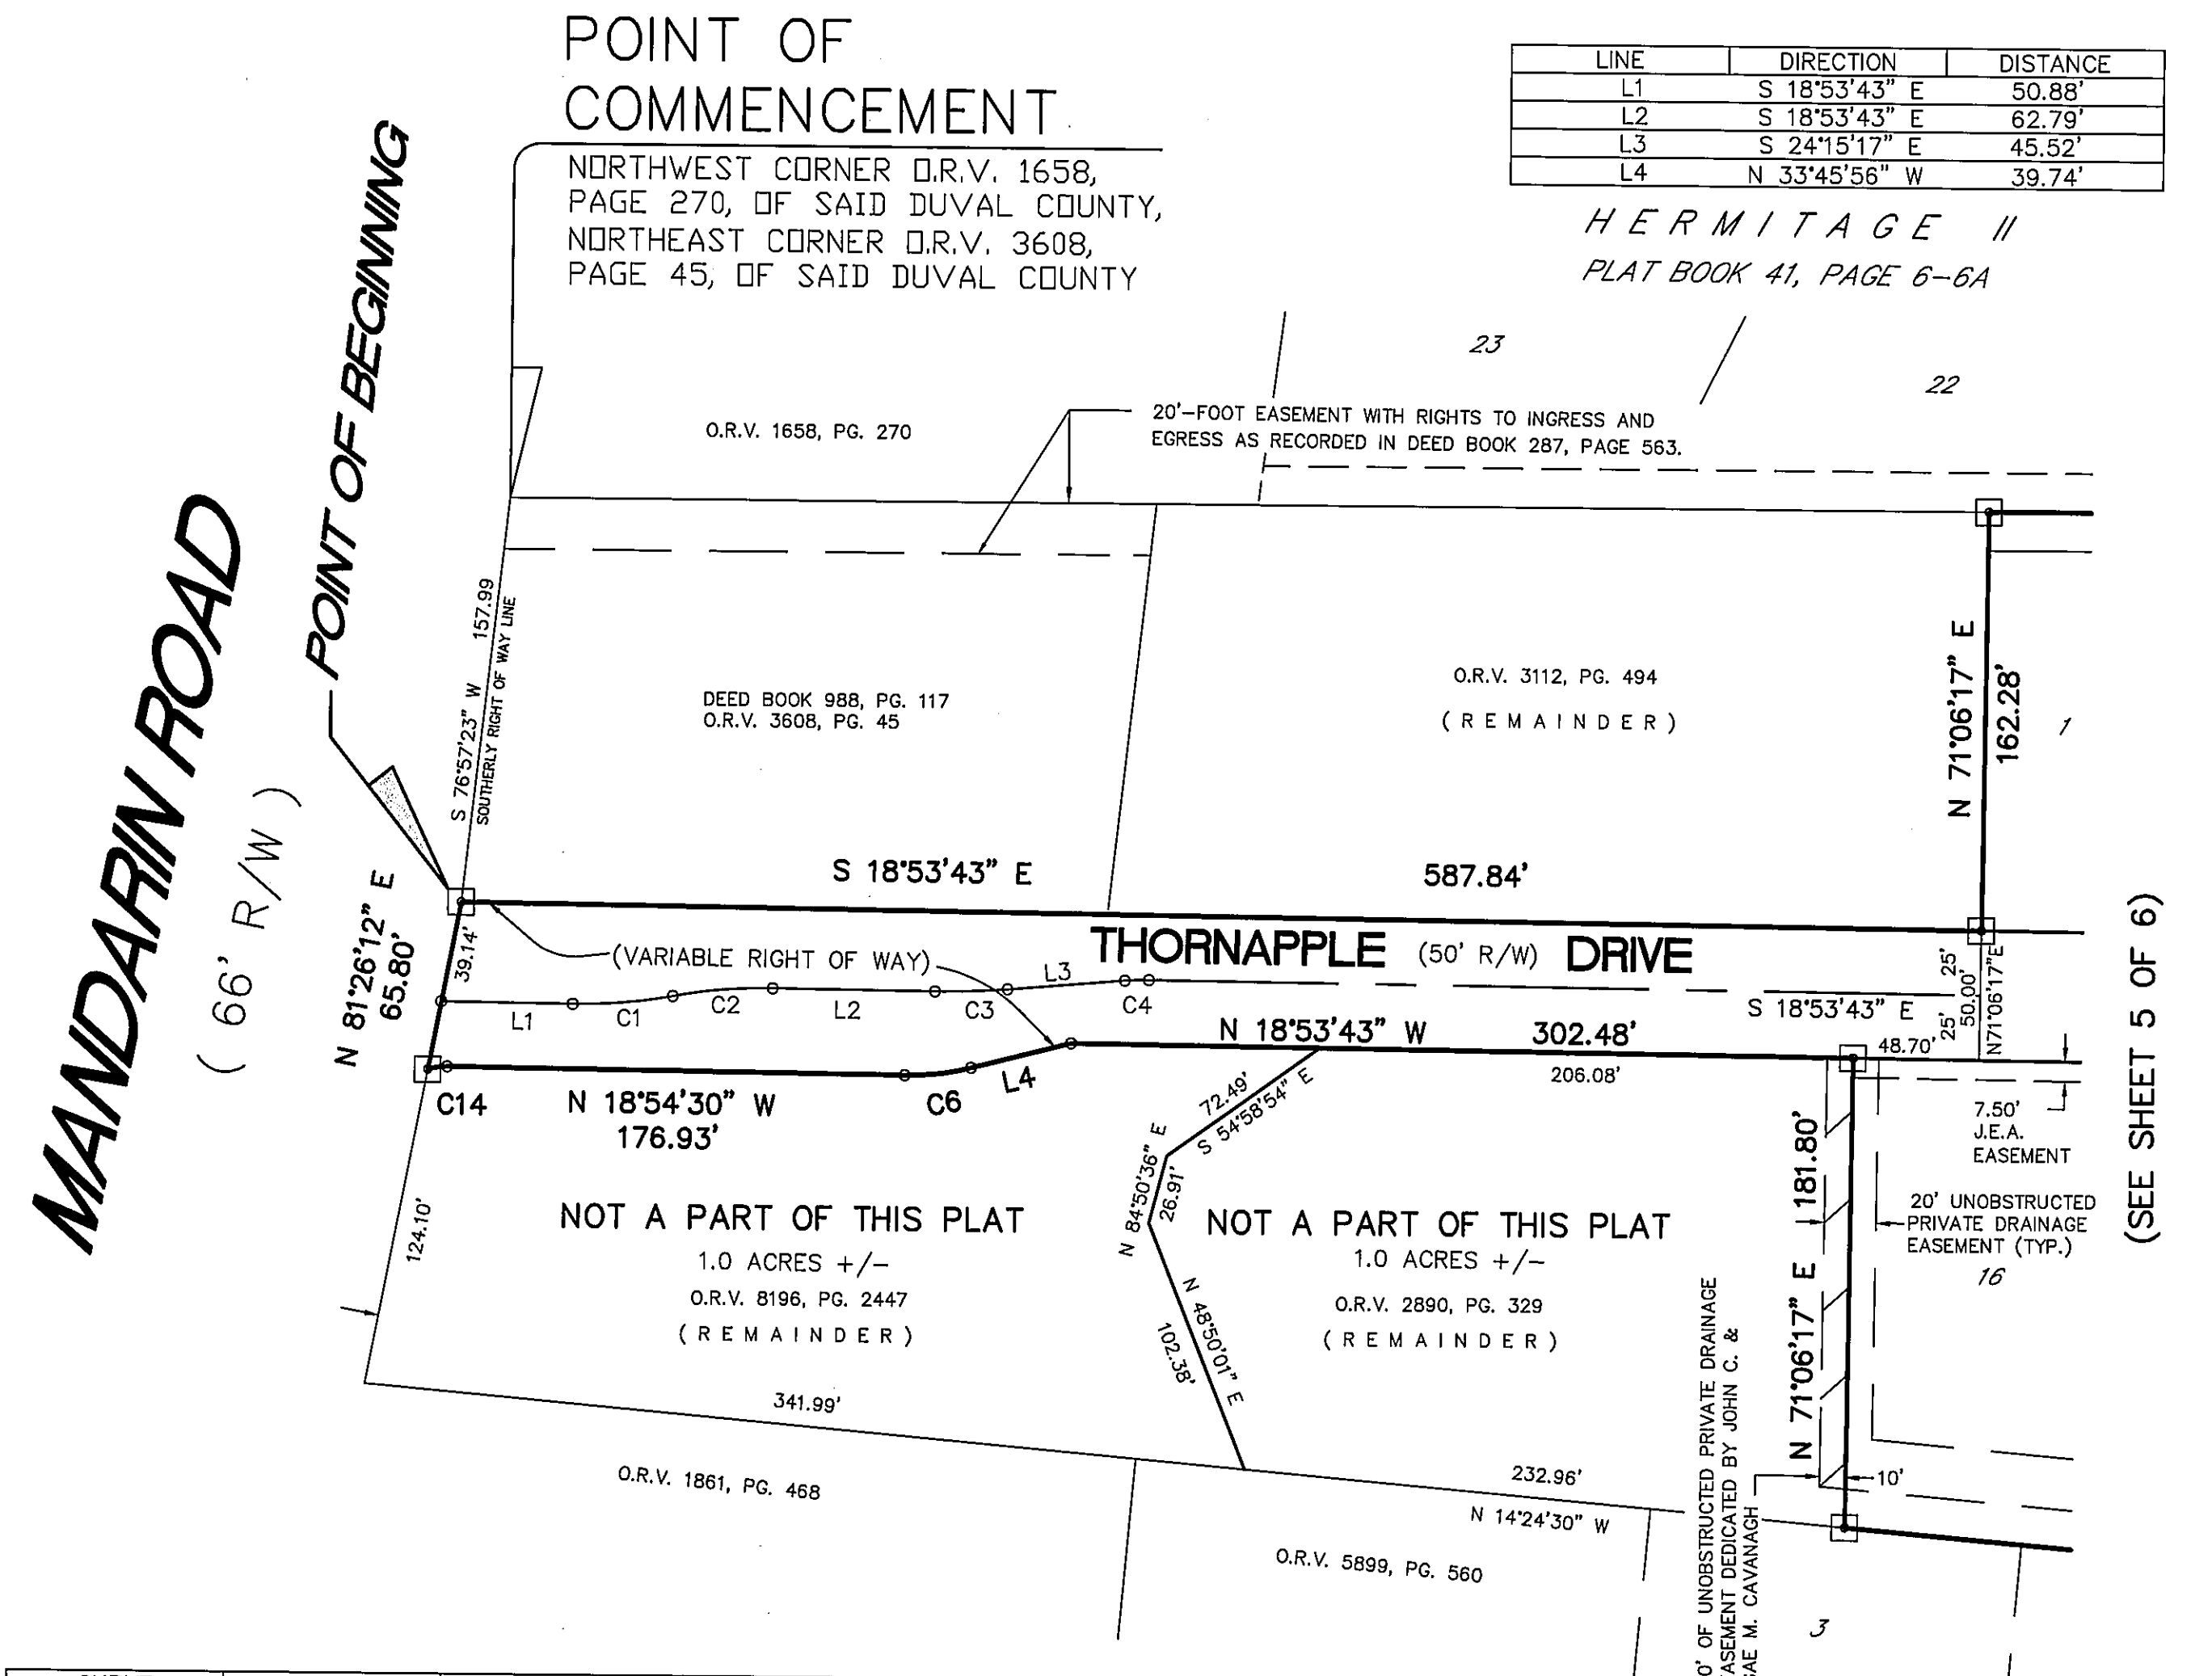 POINT OF
COMMENCEMENT
NORTHWEST CORNER O.R.V. 1658,
PAGE 270, OF SAID DUVAL COUNTY,
NORTHEAST CORNER O.R.V. 3608,
PAGE 45, OF SAID DUVAL COUNTY
LINE DIRECTION DISTANCE
L1 S 18°53'43" E 50.88'
L2 S 18°53'43" E 62.79'
L3 S 24°15'17" E 45.52'
L4 N 33°45'56" W 39.74'
HERMITAGE II
PLAT BOOK 41, PAGE 6-6A
23
22
POINT OF BEGINNING
MANDARIN ROAD
( 66' R/W )
O.R.V. 1658, PG. 270
20'-FOOT EASEMENT WITH RIGHTS TO INGRESS AND
EGRESS AS RECORDED IN DEED BOOK 287, PAGE 563.
S 76°57'23" W 157.99
SOUTHERLY RIGHT OF WAY LINE
DEED BOOK 988, PG. 117
O.R.V. 3608, PG. 45
O.R.V. 3112, PG. 494
(REMAINDER)
N 71°06'17" E
162.28'
1
S 18°53'43" E 587.84'
N 81°26'12" E
65.80'
39.14'
(VARIABLE RIGHT OF WAY)
THORNAPPLE (50' R/W) DRIVE
L1
C1
C2
L2
C3
L3
C4
S 18°53'43" E
25' 25'
50.00'
N71°06'17"E
N 18°53'43" W 302.48'
48.70'
206.08'
C14
N 18°54'30" W
176.93'
C6
L4
72.49'
S 54°58'54" E
N 84°50'36" E
26.91'
N 48°50'01" E
102.38'
7.50'
J.E.A.
EASEMENT
20' UNOBSTRUCTED
PRIVATE DRAINAGE
EASEMENT (TYP.)
16
(SEE SHEET 5 OF 6)
124.10'
NOT A PART OF THIS PLAT
1.0 ACRES +/-
O.R.V. 8196, PG. 2447
(REMAINDER)
NOT A PART OF THIS PLAT
1.0 ACRES +/-
O.R.V. 2890, PG. 329
(REMAINDER)
N 71°06'17" E 181.80'
341.99'
232.96'
N 14°24'30" W
10'
O.R.V. 1861, PG. 468
O.R.V. 5899, PG. 560
0' OF UNOBSTRUCTED PRIVATE DRAINAGE
ASEMENT DEDICATED BY JOHN C. &
AE M. CAVANAGH
3